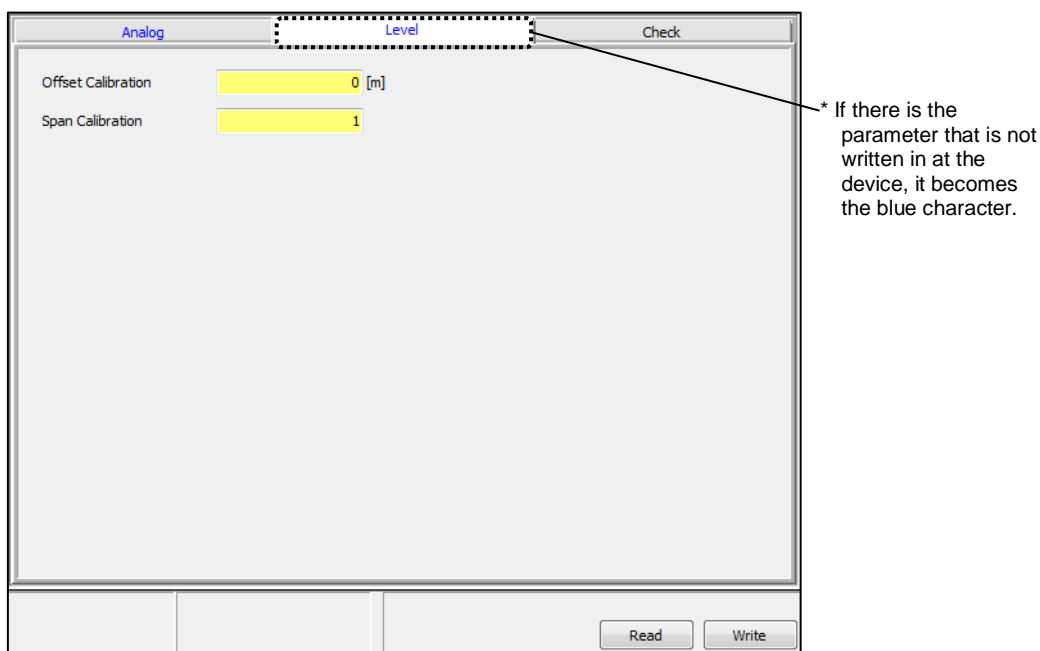 Analog Level Check
Offset Calibration 0 [m]
Span Calibration 1
* If there is the
parameter that is not
written in at the
device, it becomes
the blue character.
Read Write